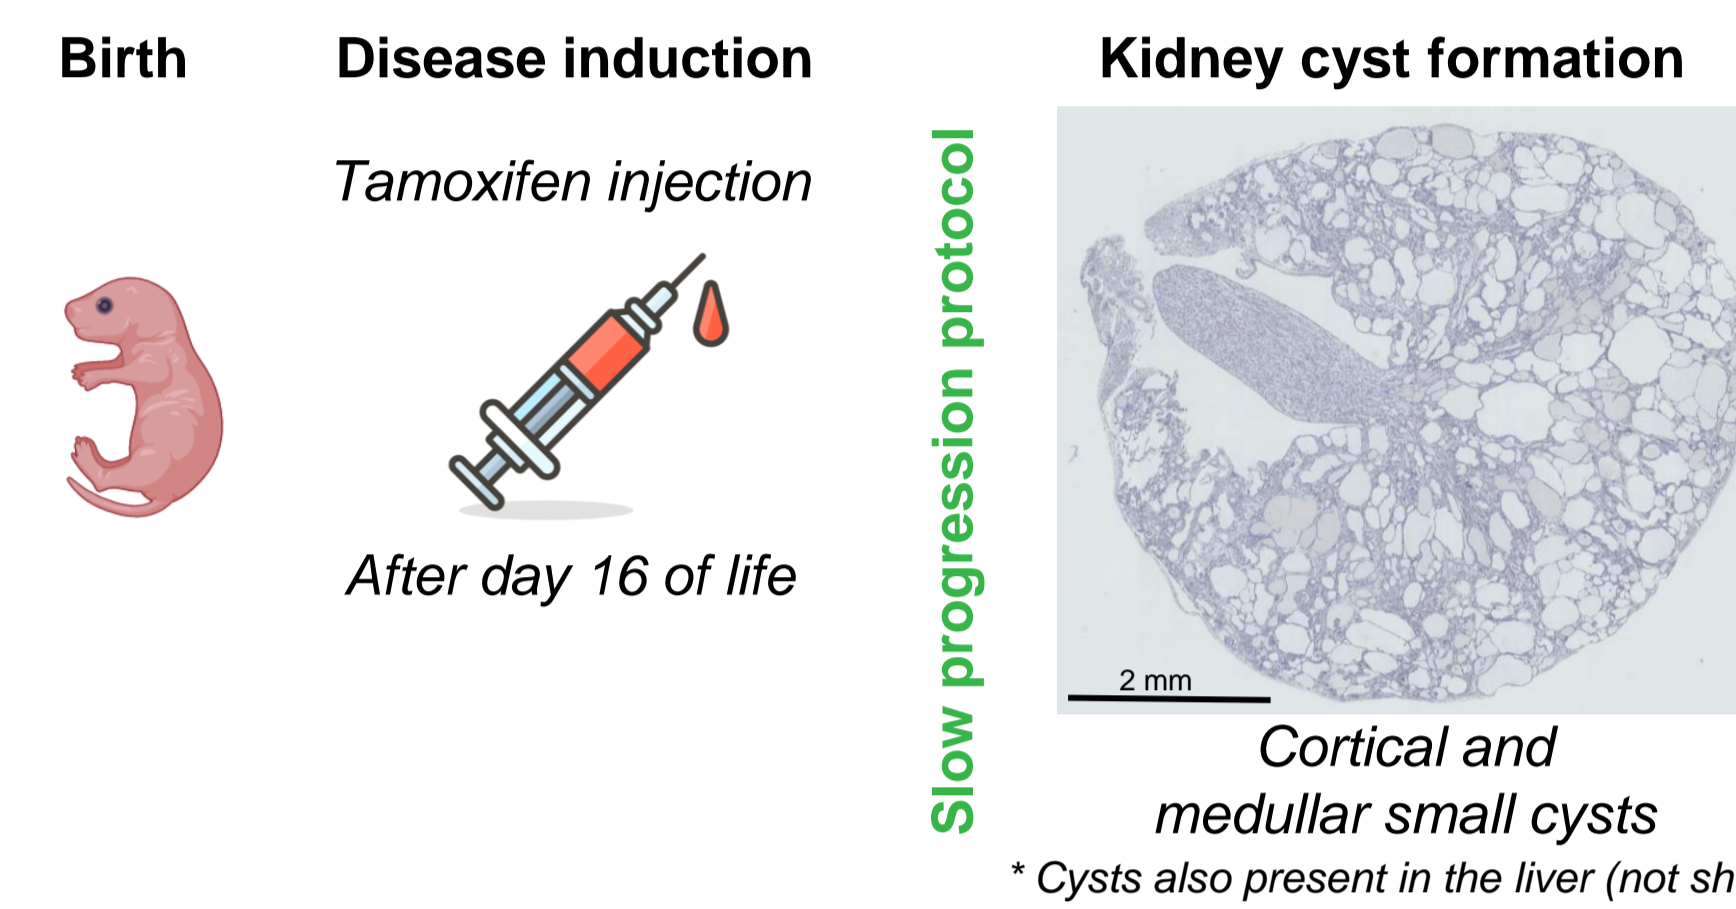 Birth
Disease induction
Kidney cyst formation
Tamoxifen injection
After day 16 of life
Slow progression protocol
2 mm
Cortical and
medullar small cysts
* Cysts also present in the liver (not sh